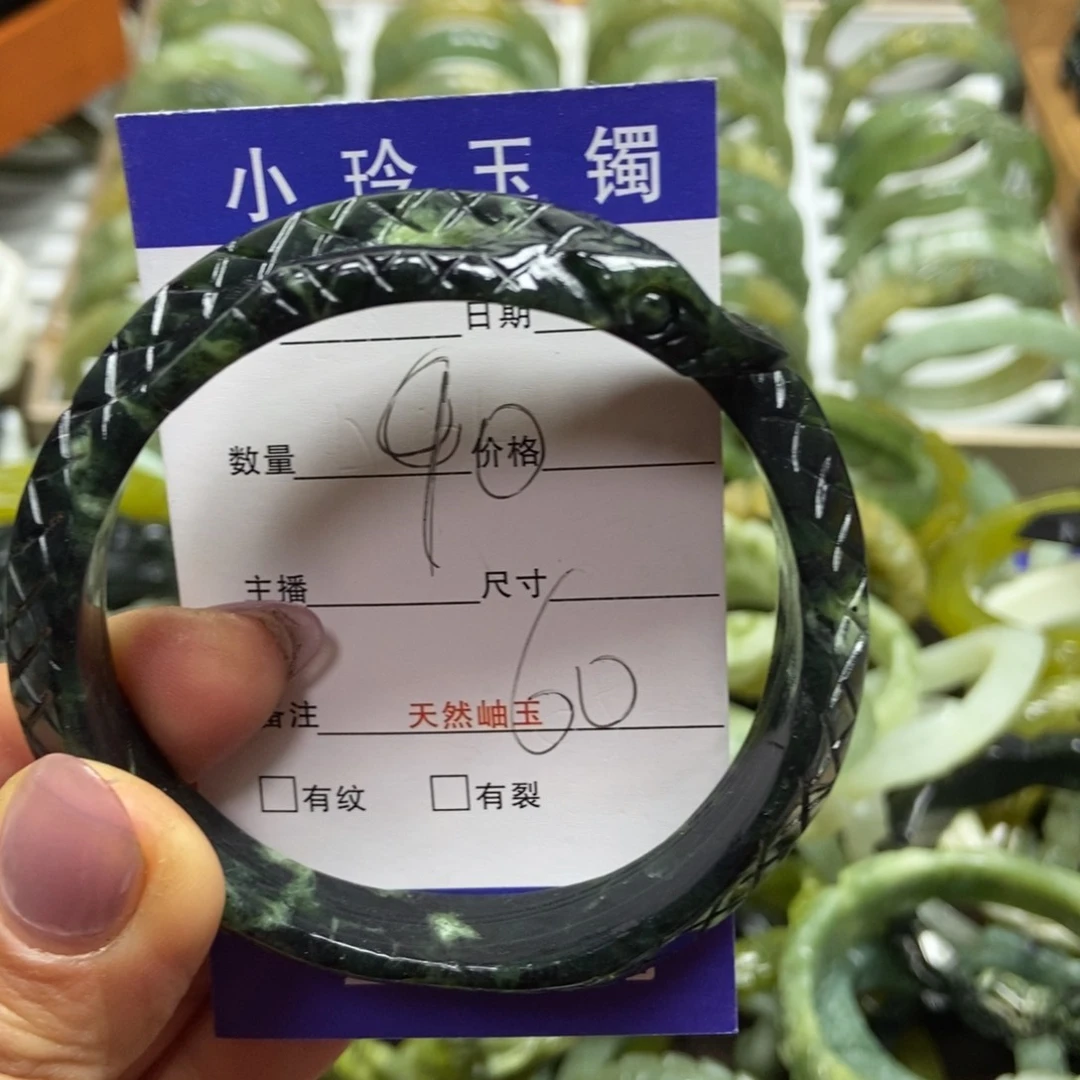 小玲玉镯
日期
90
数量 价格
主播 尺寸
60
备注 天然岫玉
有纹 有裂